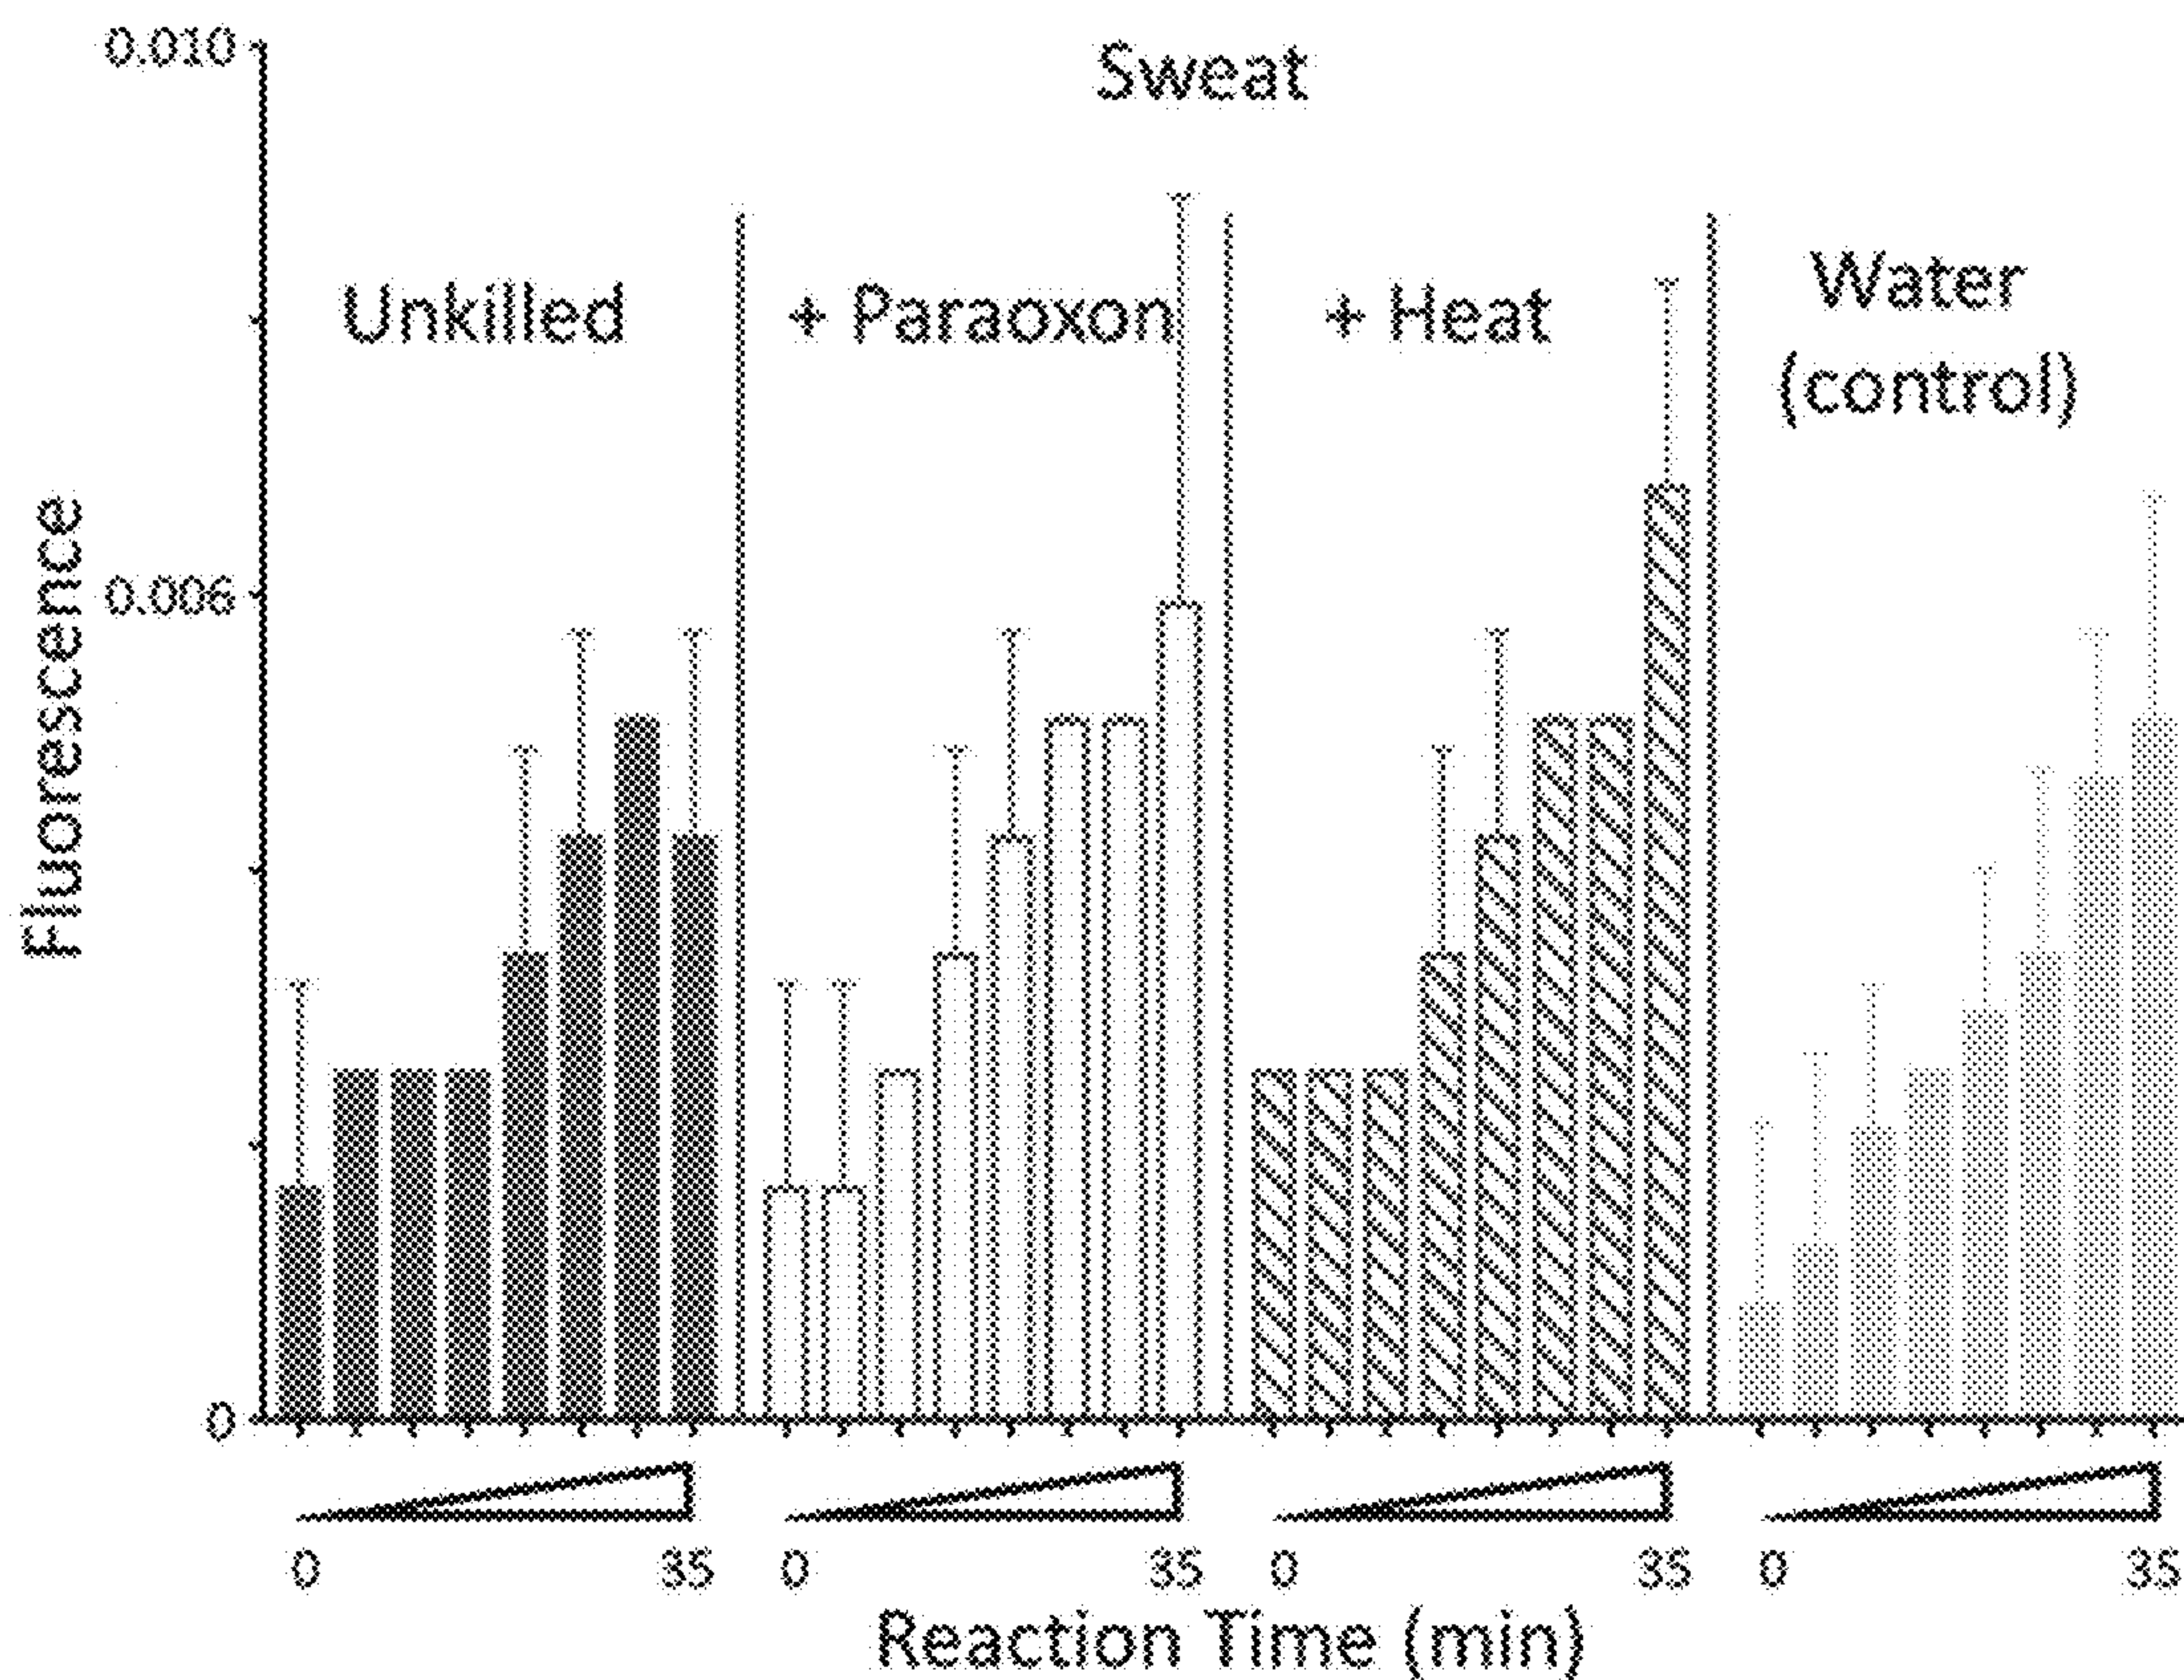 Sweat
0.010
0.006
0
Fluorescence
Unkilled
+ Paraoxon
+ Heat
Water
(control)
0 35 0 35 0 35 0 35
Reaction Time (min)